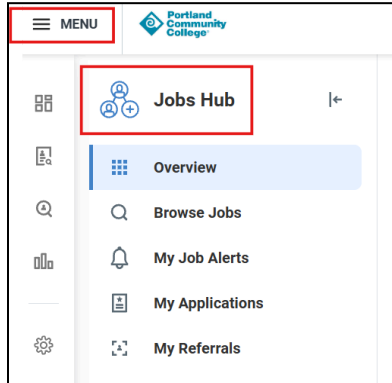 MENU
Portland
Community
College
Jobs Hub
Overview
Browse Jobs
My Job Alerts
My Applications
My Referrals